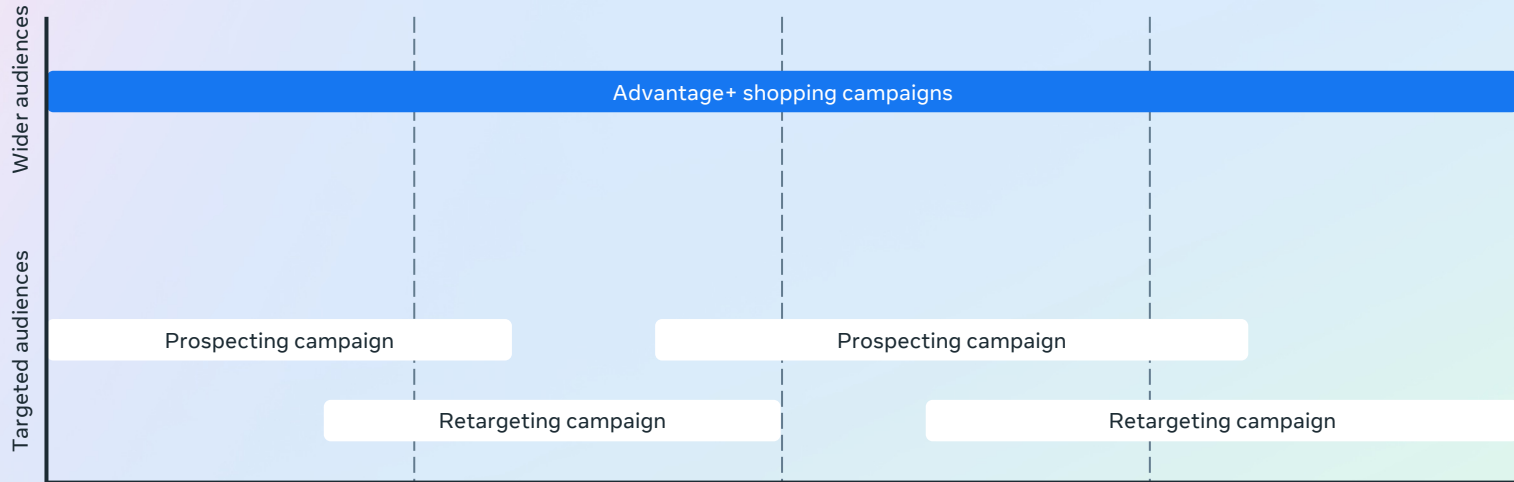 Wider audiences
Advantage+ shopping campaigns
Targeted audiences
Prospecting campaign
Prospecting campaign
Retargeting campaign
Retargeting campaign